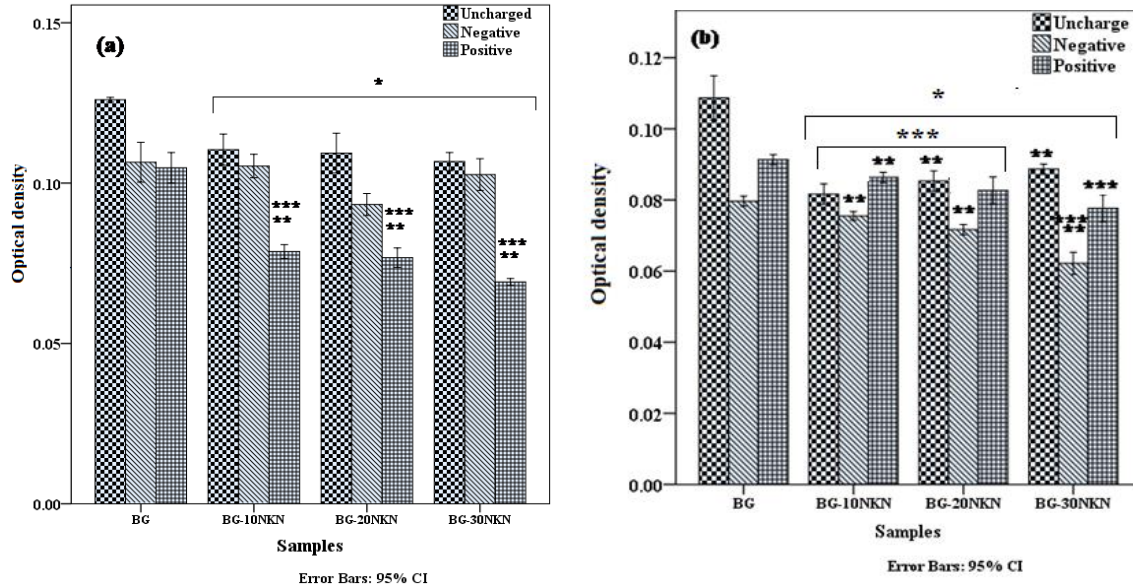 (a)
Uncharged
Negative
Positive
*
***
**
***
**
***
**
0.15
0.10
0.05
0.00
Optical density
BG
BG-10NKN
BG-20NKN
BG-30NKN
Samples
Error Bars: 95% CI
(b)
Uncharge
Negative
Positive
*
***
**
**
**
**
**
***
***
**
0.12
0.10
0.08
0.06
0.04
0.02
0.00
Optical density
BG
BG-10NKN
BG-20NKN
BG-30NKN
Samples
Error Bars: 95% CI